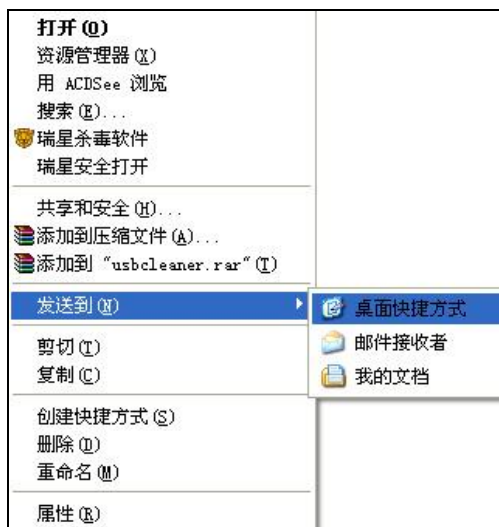 打开(O)
资源管理器(X)
用 ACDSee 浏览
搜索(E)...
瑞星杀毒软件
瑞星安全打开
共享和安全(H)...
添加到压缩文件(A)...
添加到 "usbcleaner.rar"(T)
发送到(N)
桌面快捷方式
邮件接收者
我的文档
剪切(T)
复制(C)
创建快捷方式(S)
删除(D)
重命名(M)
属性(R)